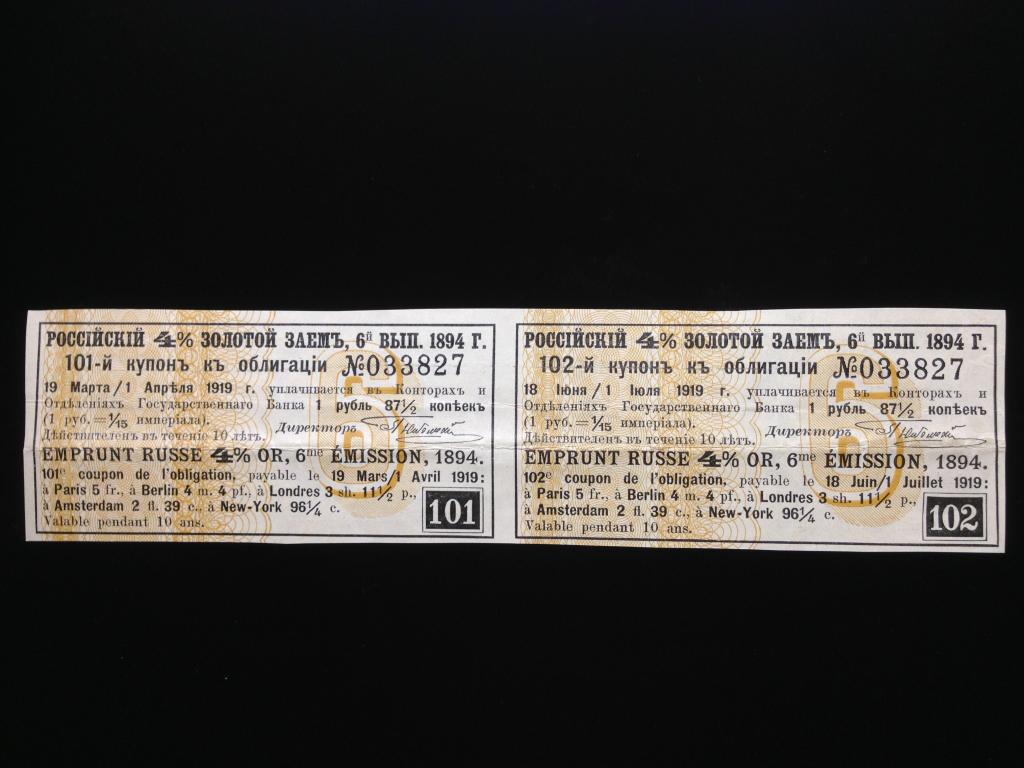 РОССІЙСКІЙ 4% ЗОЛОТОЙ ЗАЕМЪ, 6й ВЫП. 1894 Г.
101-й купонъ къ облигаціи №033827
19 Марта/1 Апрѣля 1919 г. уплачивается въ Конторахъ и
Отдѣленіяхъ Государственнаго Банка 1 рубль 87½ копѣекъ
(1 руб. = 1/15 имперіала).
Дѣйствителенъ въ теченіе 10 лѣтъ. Директоръ
EMPRUNT RUSSE 4% OR, 6me ÉMISSION, 1894.
101e coupon de l'obligation, payable le 19 Mars/1 Avril 1919:
à Paris 5 fr., à Berlin 4 m. 4 pf., à Londres 3 sh. 11½ p.,
à Amsterdam 2 fl. 39 c., à New-York 96¼ c.
Valable pendant 10 ans.
101
РОССІЙСКІЙ 4% ЗОЛОТОЙ ЗАЕМЪ, 6й ВЫП. 1894 Г.
102-й купонъ къ облигаціи №033827
18 Іюня/1 Іюля 1919 г. уплачивается въ Конторахъ и
Отдѣленіяхъ Государственнаго Банка 1 рубль 87½ копѣекъ
(1 руб. = 1/15 имперіала).
Дѣйствителенъ въ теченіе 10 лѣтъ. Директоръ
EMPRUNT RUSSE 4% OR, 6me ÉMISSION, 1894.
102e coupon de l'obligation, payable le 18 Juin/1 Juillet 1919:
à Paris 5 fr., à Berlin 4 m. 4 pf., à Londres 3 sh. 11½ p.,
à Amsterdam 2 fl. 39 c., à New-York 96¼ c.
Valable pendant 10 ans.
102